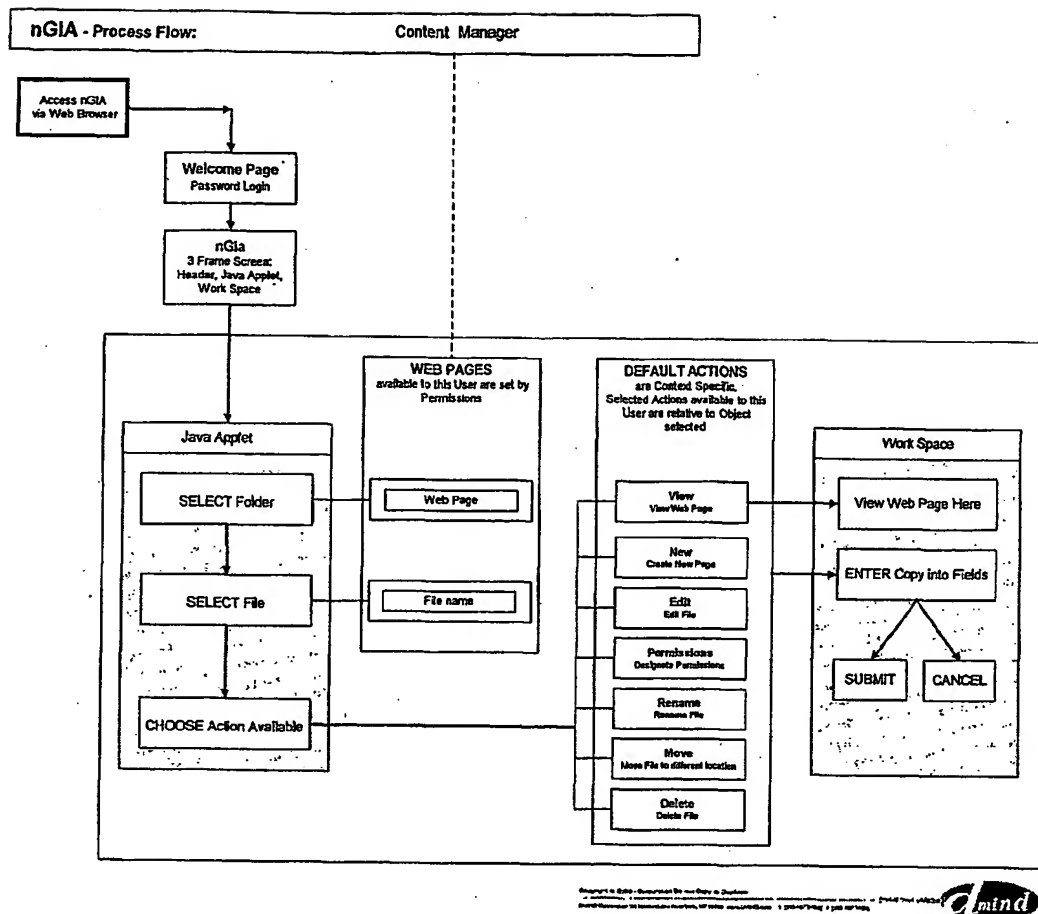 nGIA - Process Flow: Content Manager
Access nGIA
via Web Browser
Welcome Page
Password Login
nGia
3 Frame Screen:
Header, Java Applet,
Work Space
WEB PAGES
available to this User are set by
Permissions
DEFAULT ACTIONS
are Context Specific,
Selected Actions available to this
User are relative to Object
selected
Java Applet
Work Space
SELECT Folder
Web Page
View
View Web Page
View Web Page Here
New
Create New Page
ENTER Copy into Fields
SELECT File
File name
Edit
Edit File
Permissions
Designate Permissions
SUBMIT
CANCEL
CHOOSE Action Available
Rename
Rename File
Move
Move File to different location
Delete
Delete File
dmind